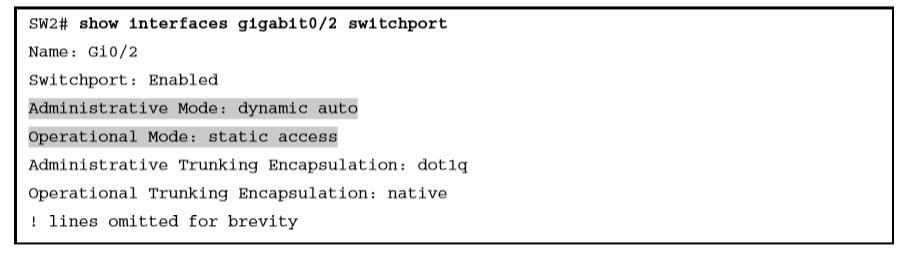 SW2# show interfaces gigabit0/2 switchport
Name: Gi0/2
Switchport: Enabled
Administrative Mode: dynamic auto
Operational Mode: static access
Administrative Trunking Encapsulation: dot1q
Operational Trunking Encapsulation: native
! lines omitted for brevity